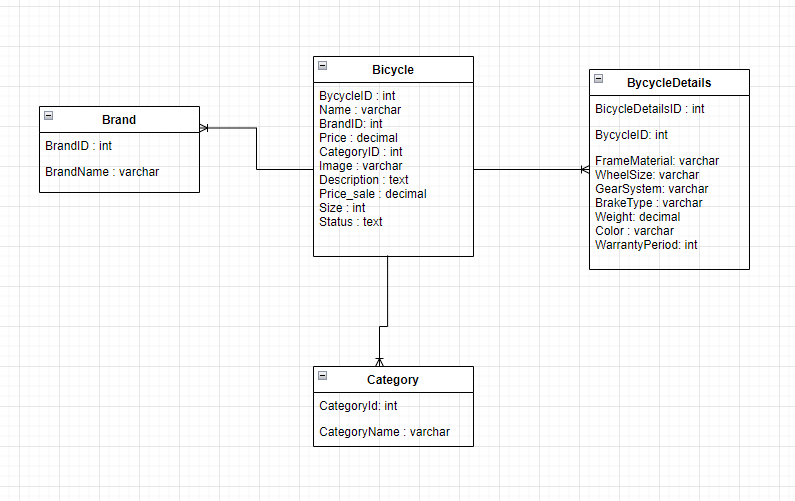 Brand
BrandID : int
BrandName : varchar
Bicycle
BycycleID : int
Name : varchar
BrandID: int
Price : decimal
CategoryID : int
Image : varchar
Description : text
Price_sale : decimal
Size : int
Status : text
BycycleDetails
BicycleDetailsID : int
BycycleID: int
FrameMaterial: varchar
WheelSize: varchar
GearSystem: varchar
BrakeType : varchar
Weight: decimal
Color : varchar
WarrantyPeriod: int
Category
CategoryId: int
CategoryName : varchar